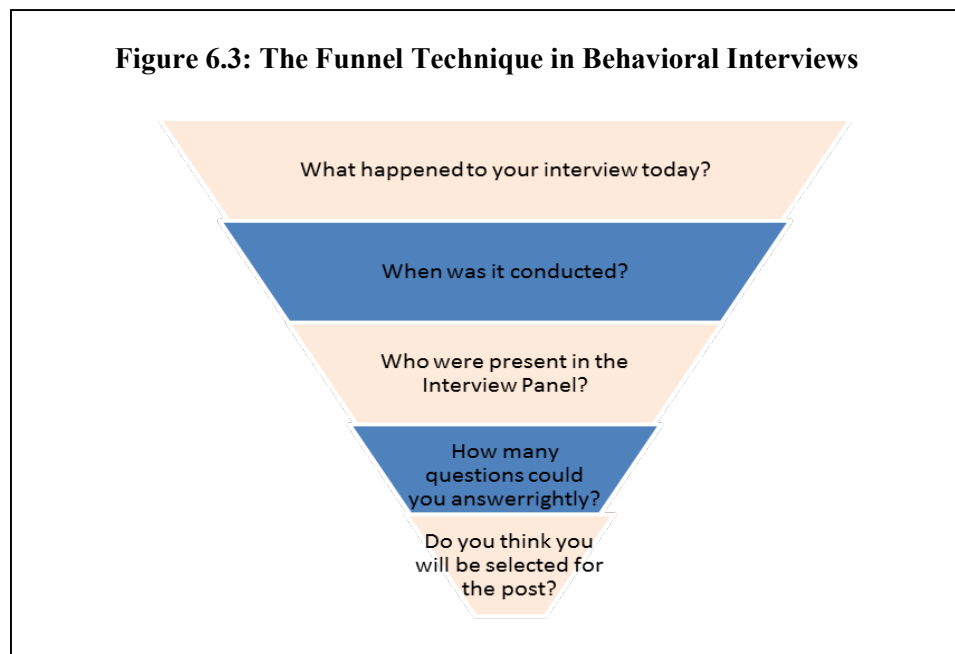 Figure 6.3: The Funnel Technique in Behavioral Interviews
What happened to your interview today?
When was it conducted?
Who were present in the
Interview Panel?
How many
questions could
you answerrightly?
Do you think you
will be selected for
the post?